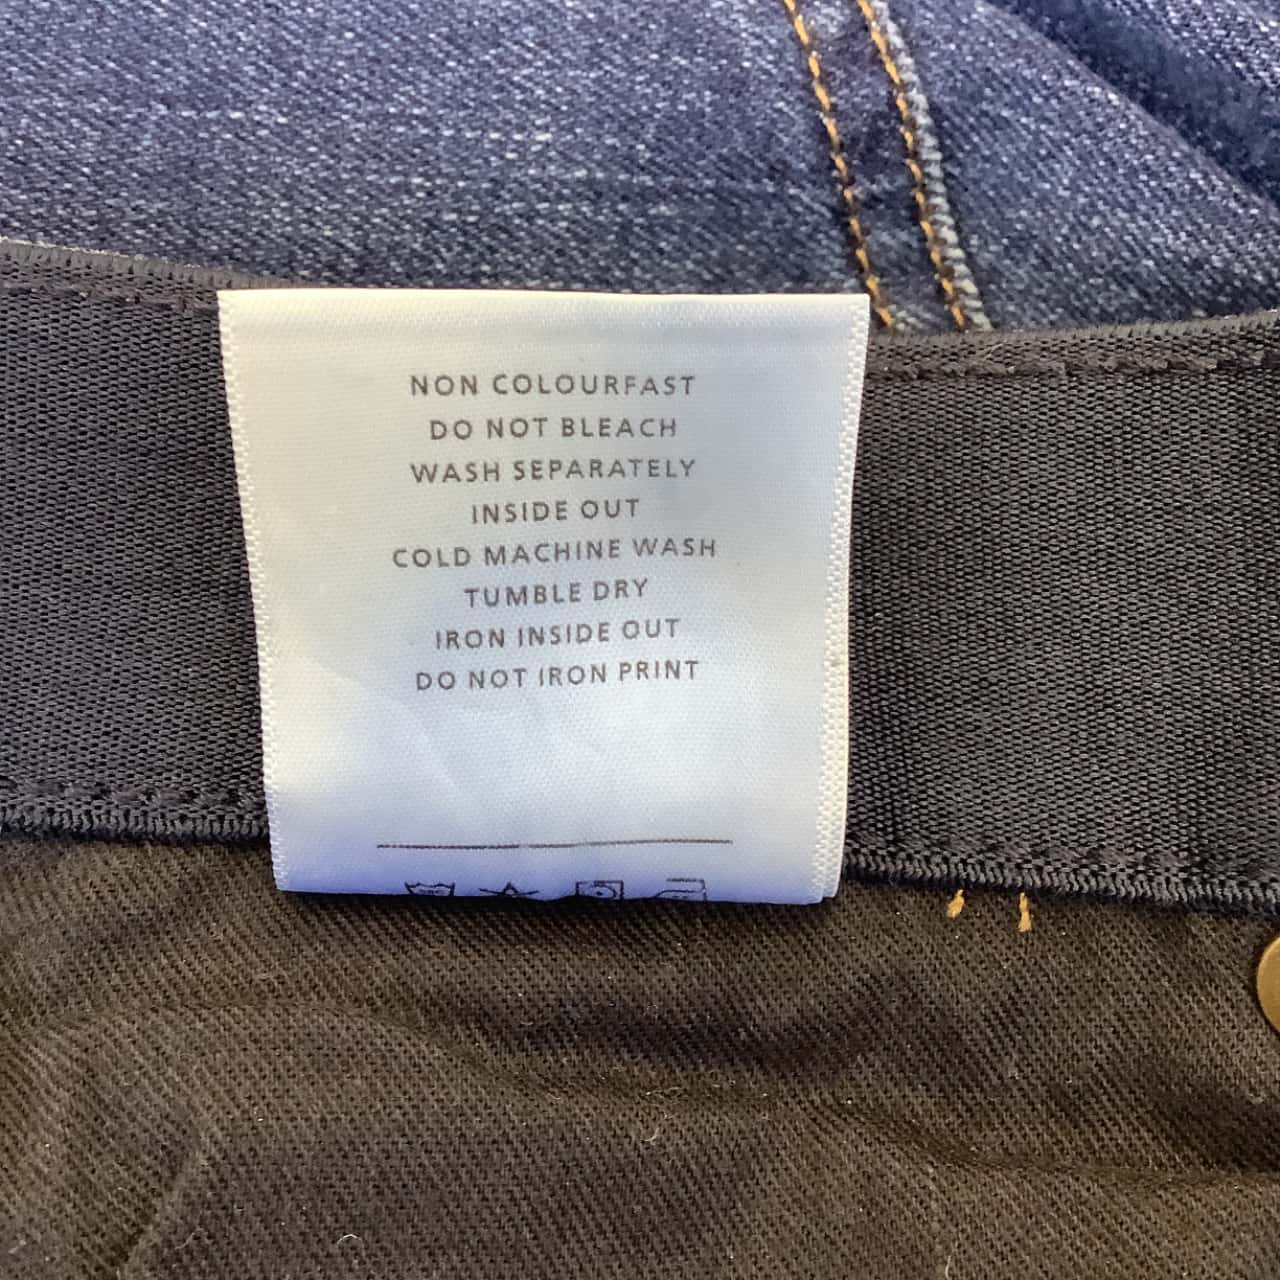 NON COLOURFAST
DO NOT BLEACH
WASH SEPARATELY
INSIDE OUT
COLD MACHINE WASH
TUMBLE DRY
IRON INSIDE OUT
DO NOT IRON PRINT